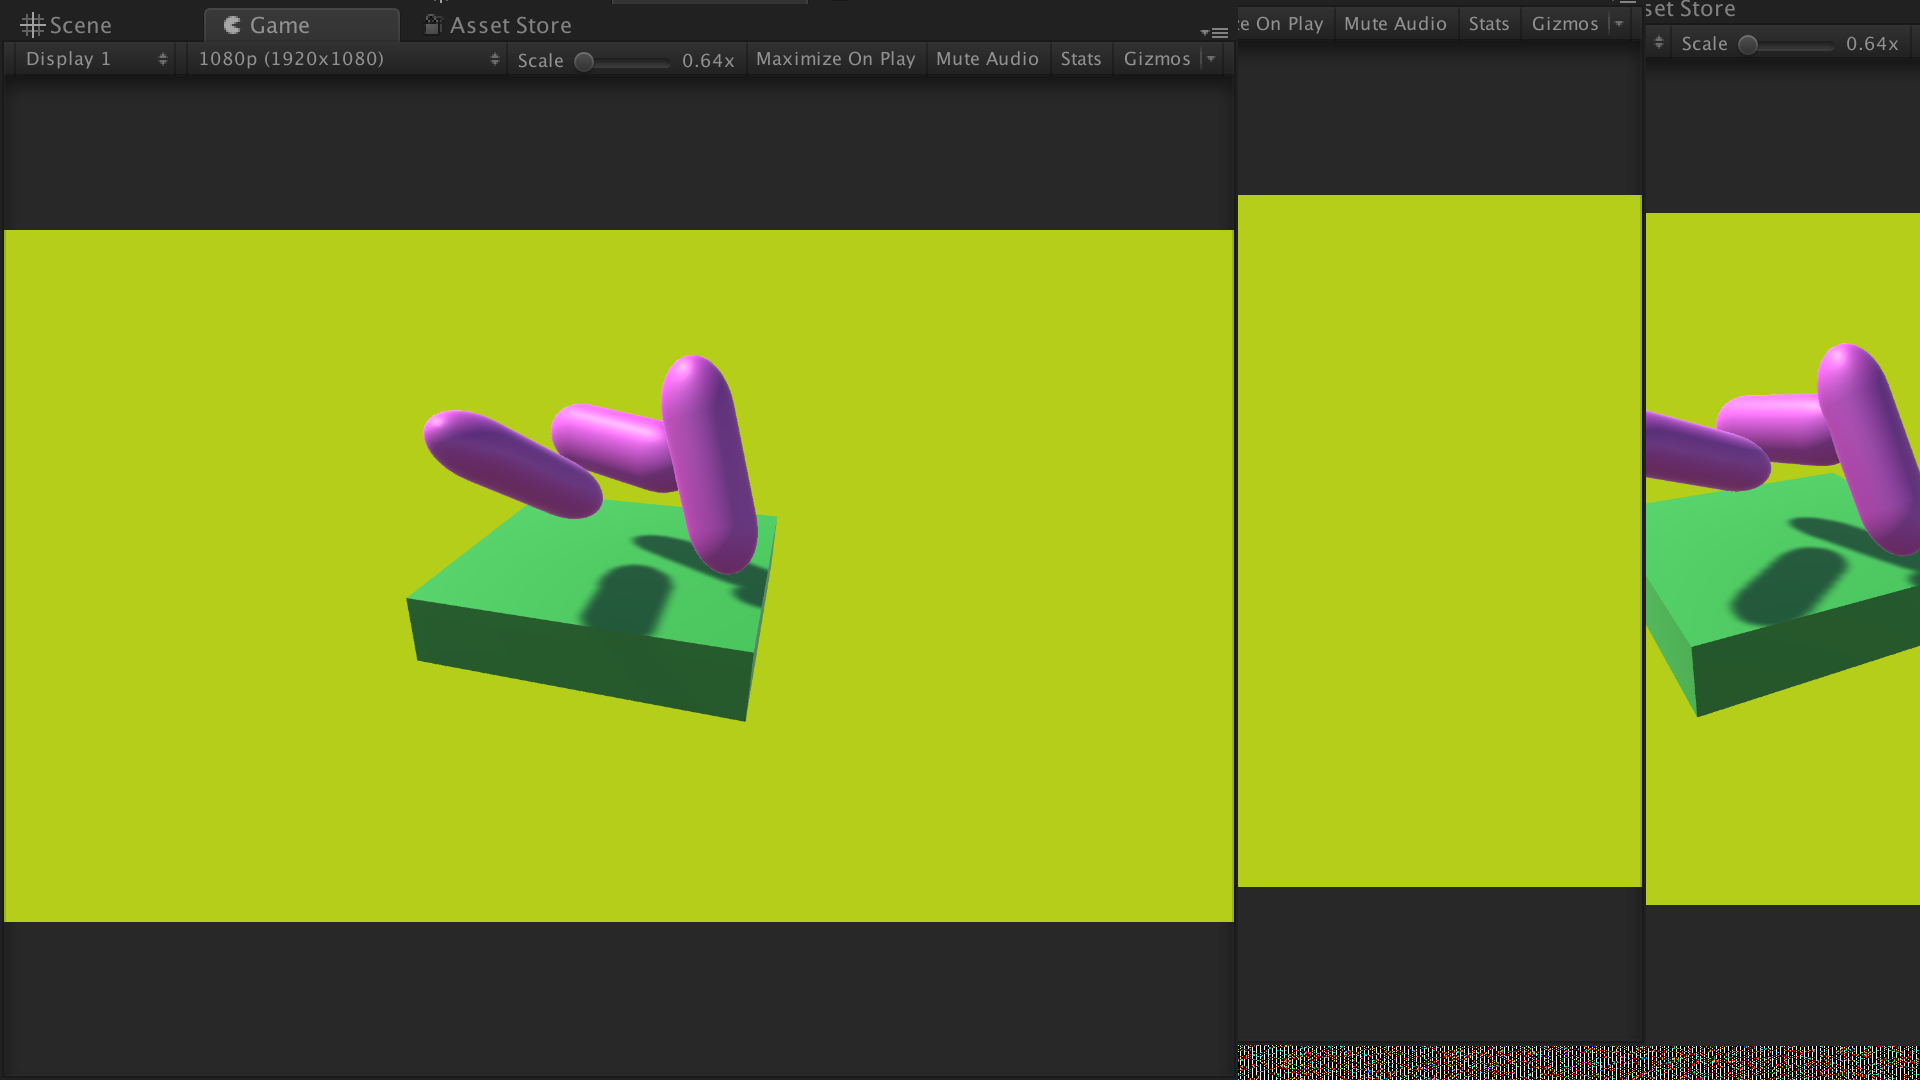 Scene Game Asset Store
Display 1 1080p (1920x1080) Scale 0.64x Maximize On Play Mute Audio Stats Gizmos
On Play Mute Audio Stats Gizmos
Store
Scale 0.64x